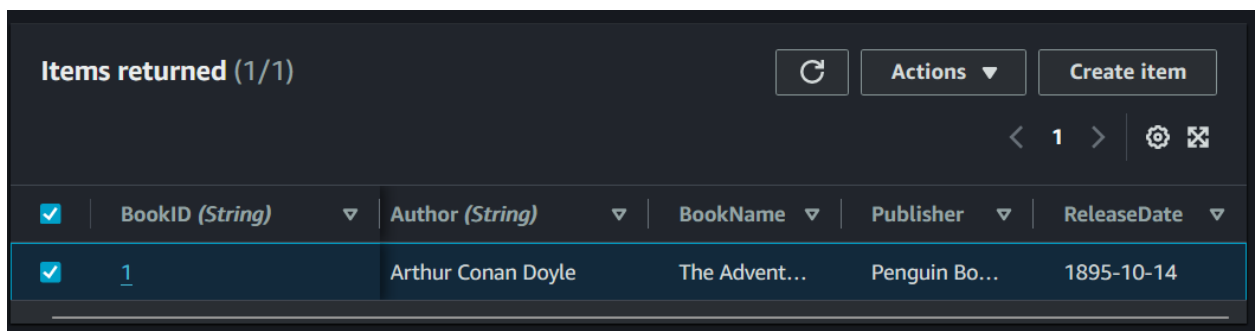 Items returned (1/1)
Actions
Create item
1
BookID (String) Author (String) BookName Publisher ReleaseDate
1 Arthur Conan Doyle The Advent... Penguin Bo... 1895-10-14